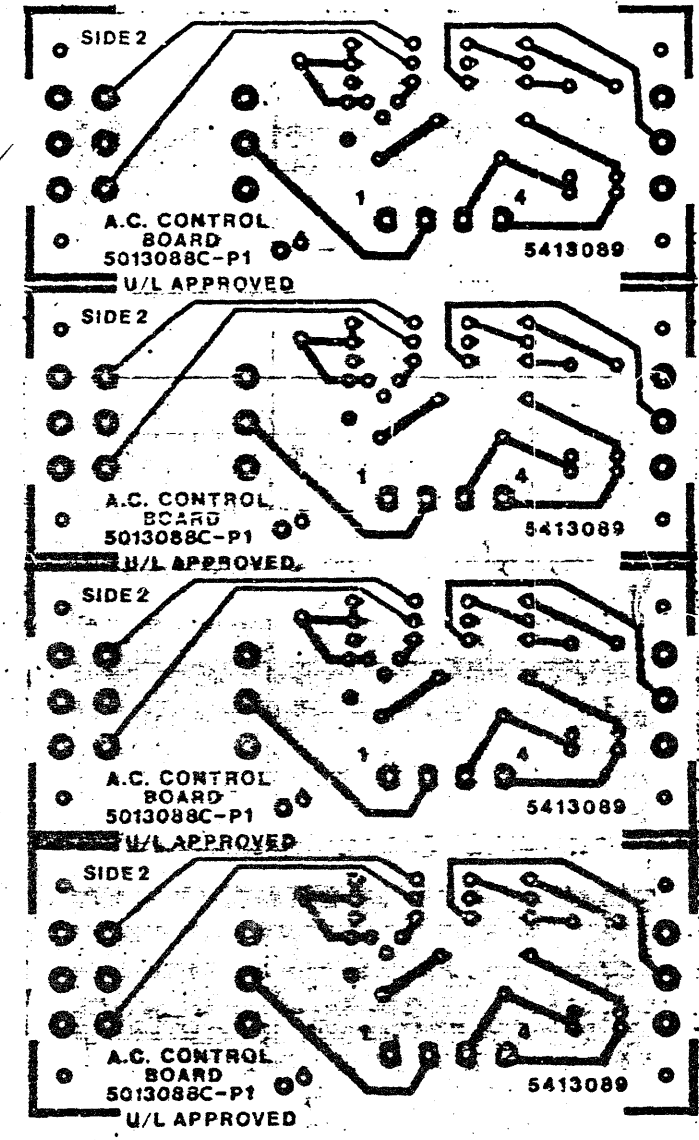 SIDE 2
1
4
A.C. CONTROL
BOARD
5013088C-P1
5413089
U/L APPROVED
SIDE 2
1
4
A.C. CONTROL
BOARD
5013088C-P1
5413089
U/L APPROVED
SIDE 2
1
4
A.C. CONTROL
BOARD
5013088C-P1
5413089
U/L APPROVED
SIDE 2
1
4
A.C. CONTROL
BOARD
5013088C-P1
5413089
U/L APPROVED